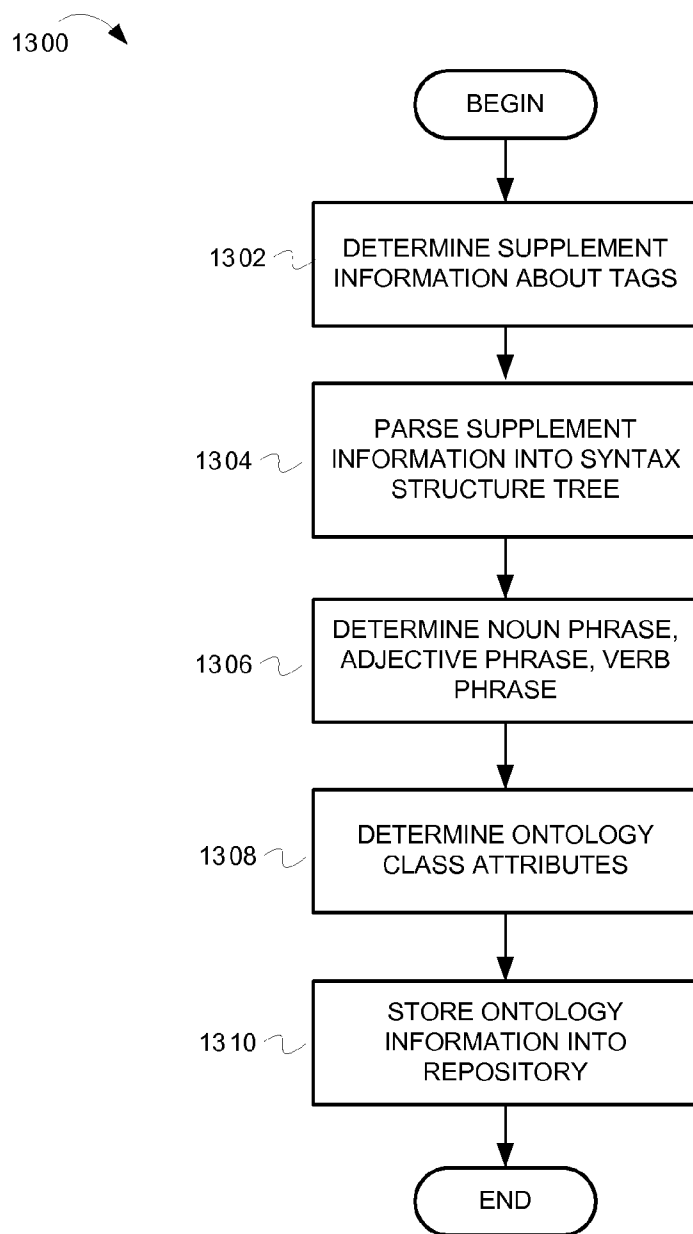 1300
BEGIN
1302
DETERMINE SUPPLEMENT
INFORMATION ABOUT TAGS
1304
PARSE SUPPLEMENT
INFORMATION INTO SYNTAX
STRUCTURE TREE
1306
DETERMINE NOUN PHRASE,
ADJECTIVE PHRASE, VERB
PHRASE
1308
DETERMINE ONTOLOGY
CLASS ATTRIBUTES
1310
STORE ONTOLOGY
INFORMATION INTO
REPOSITORY
END